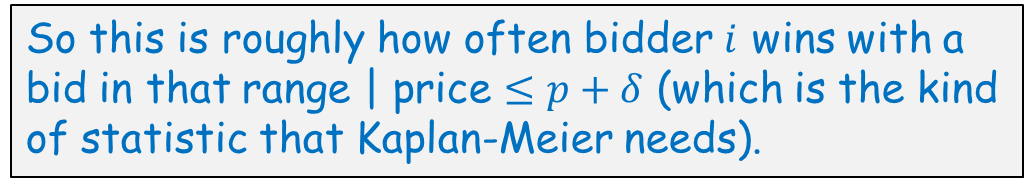 So this is roughly how often bidder 𝑖 wins with a
bid in that range | price ≤ 𝑝 + 𝛿 (which is the kind
of statistic that Kaplan-Meier needs).